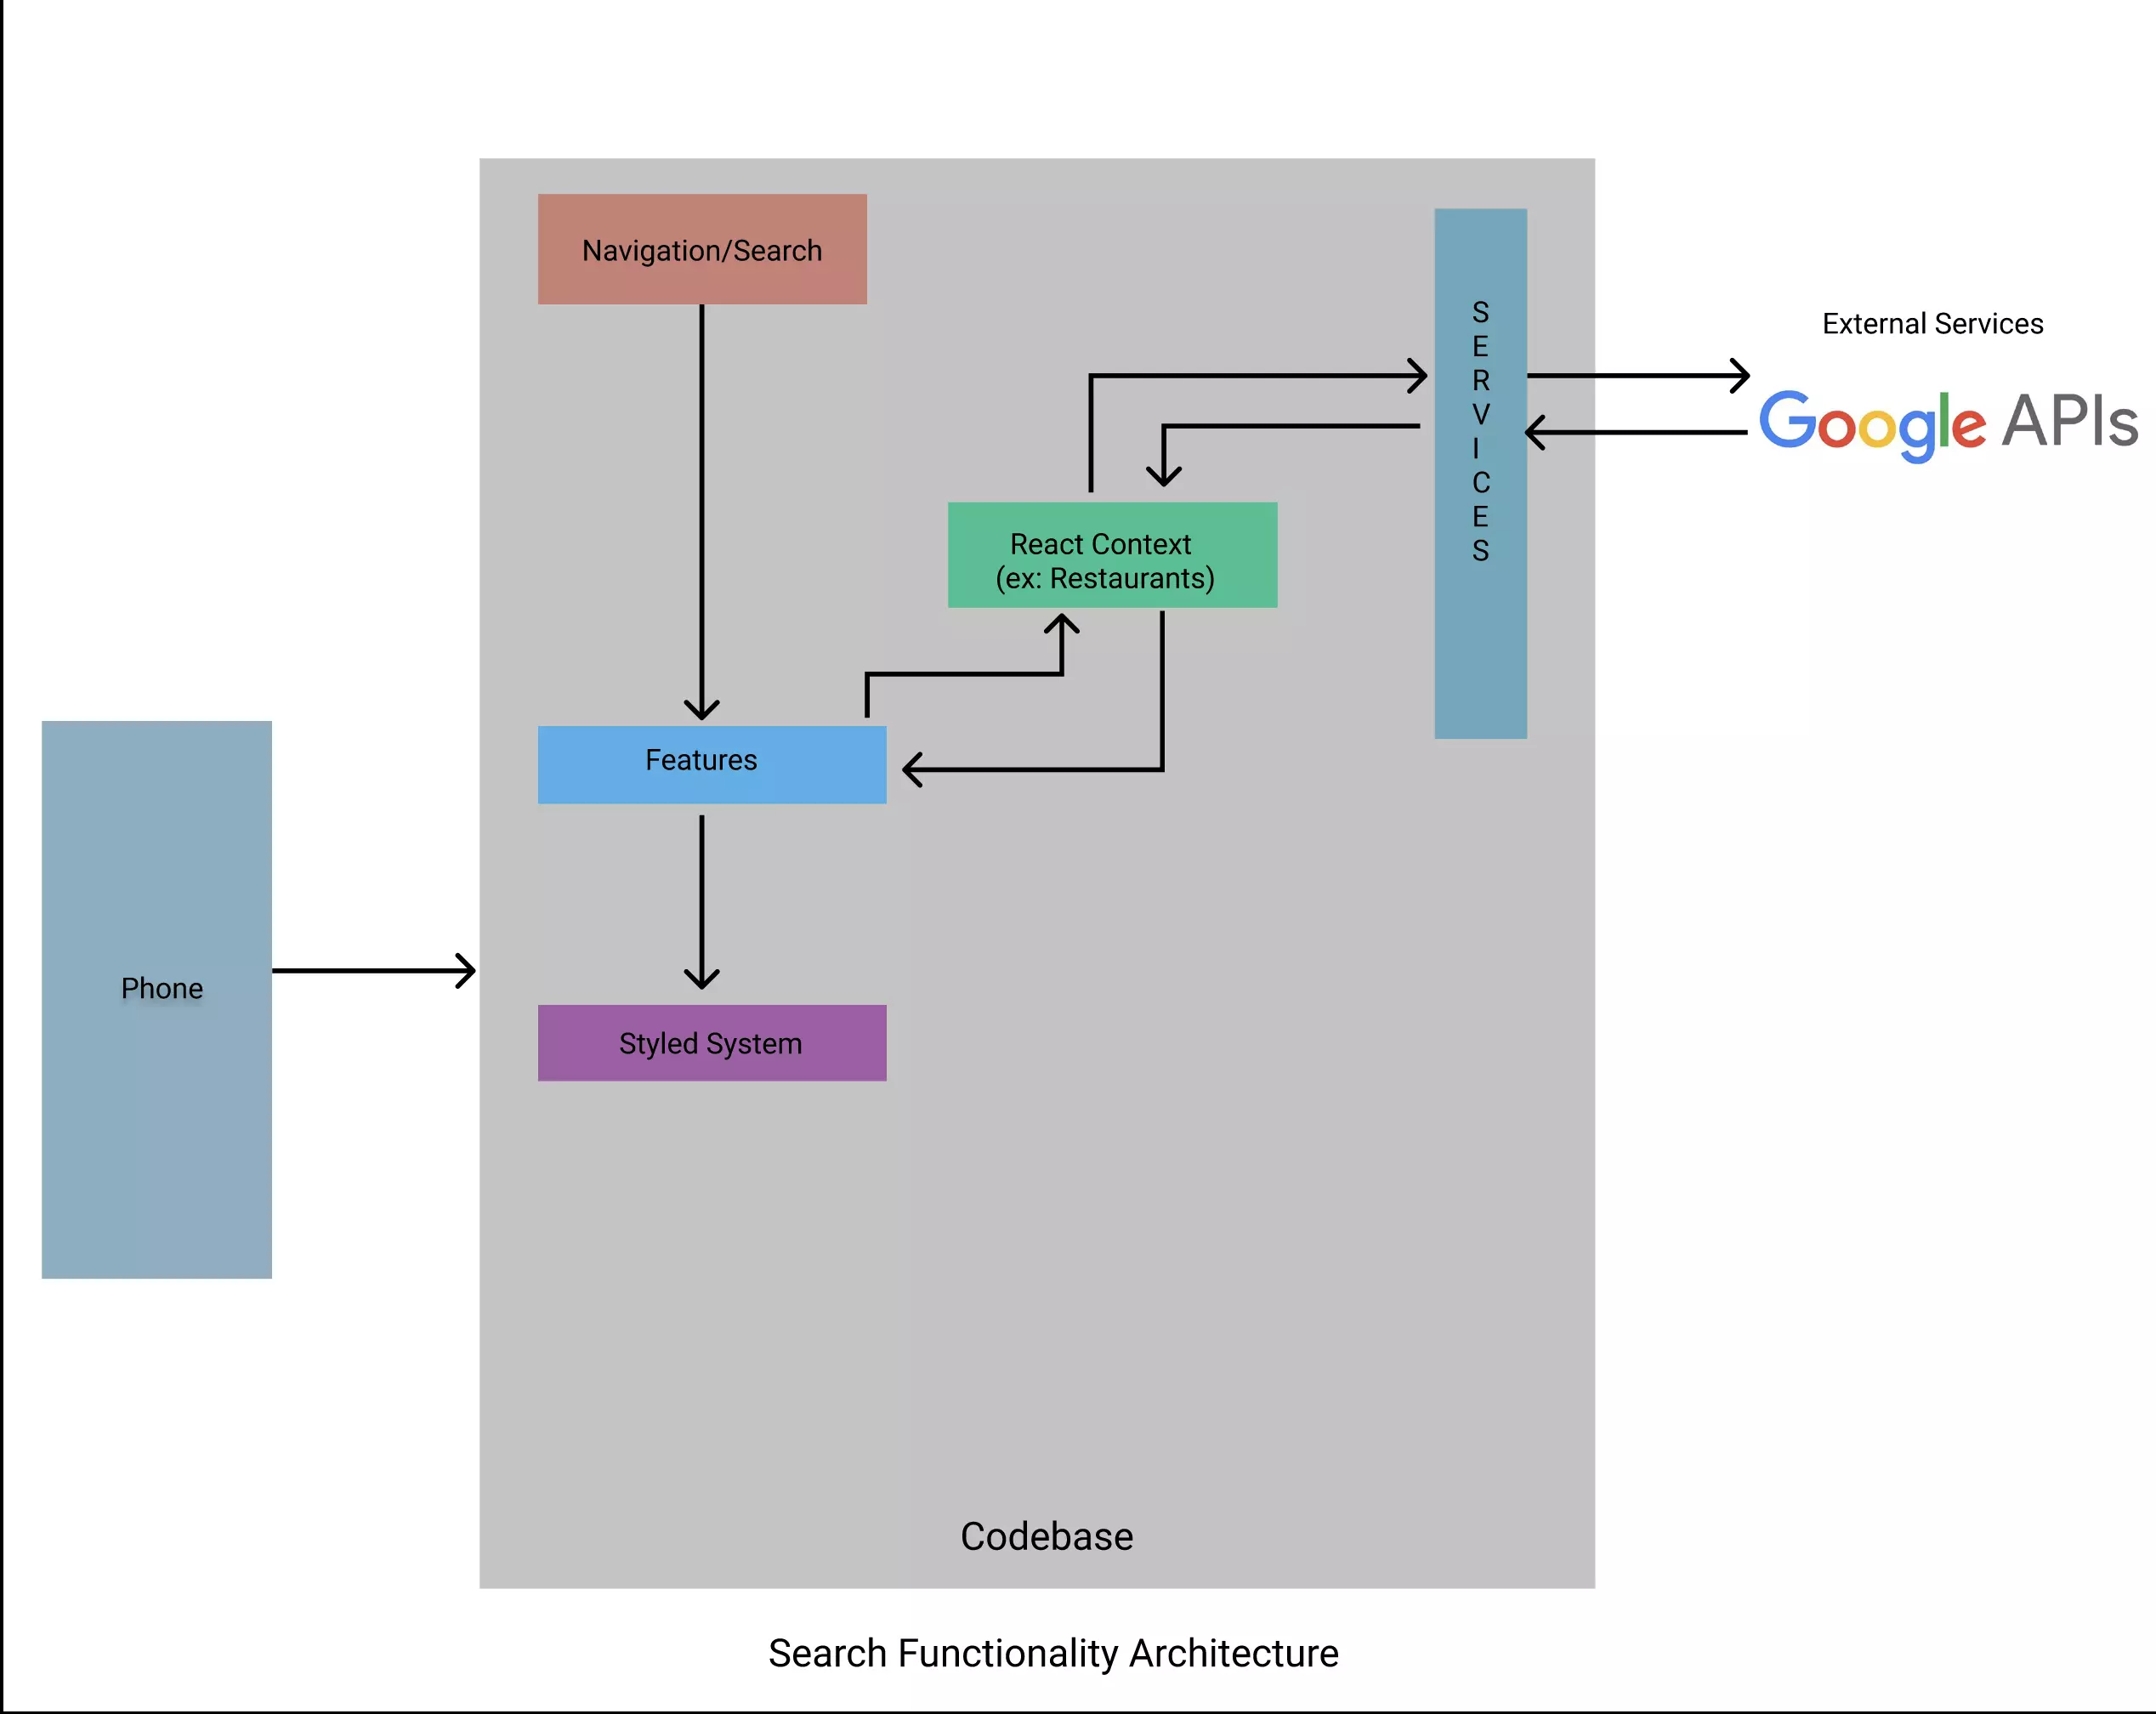 Navigation/Search
S
E
R
V
I
C
E
S
External Services
Google APIs
React Context
(ex: Restaurants)
Features
Phone
Styled System
Codebase
Search Functionality Architecture